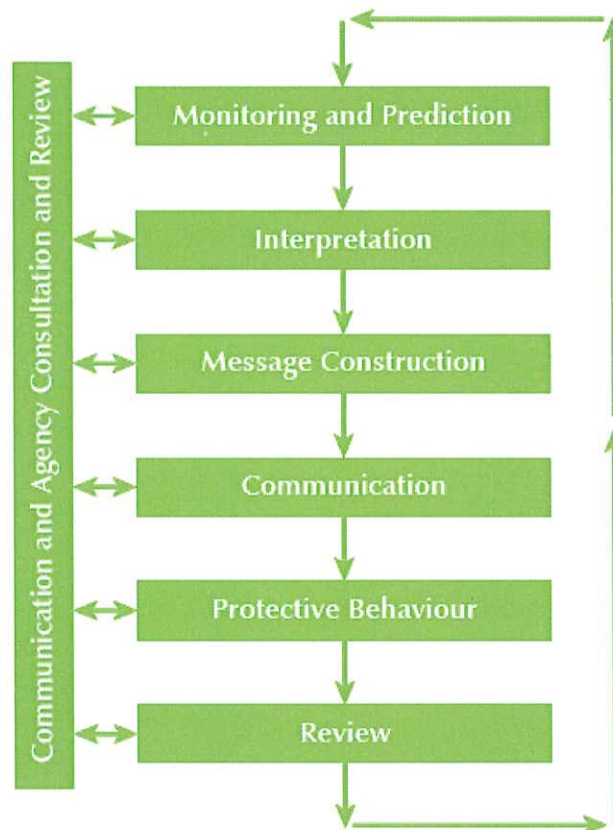 Communication and Agency Consultation and Review
Monitoring and Prediction
Interpretation
Message Construction
Communication
Protective Behaviour
Review